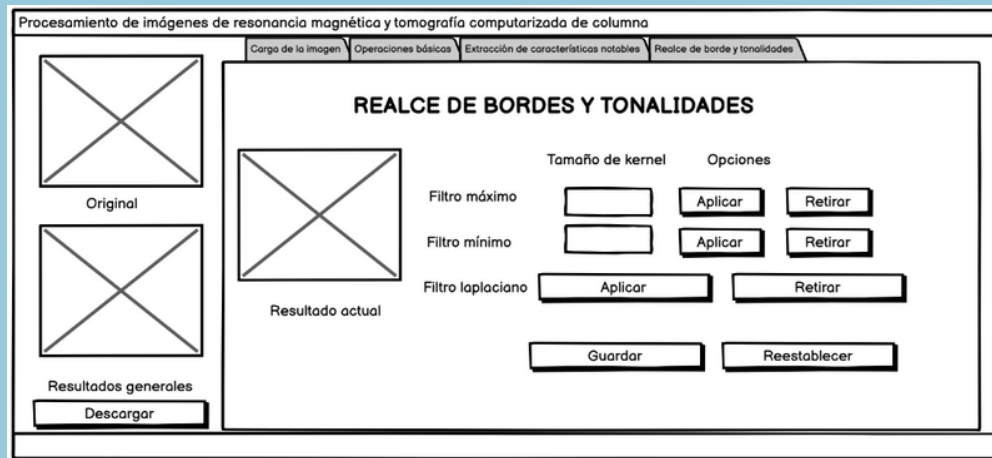 Procesamiento de imágenes de resonancia magnética y tomografía computarizada de columna
Carga de la imagen
Operaciones básicas
Extracción de características notables
Realce de borde y tonalidades
REALCE DE BORDES Y TONALIDADES
Original
Resultados generales
Descargar
Resultado actual
Tamaño de kernel Opciones
Filtro máximo Aplicar Retirar
Filtro mínimo Aplicar Retirar
Filtro laplaciano Aplicar Retirar
Guardar Reestablecer